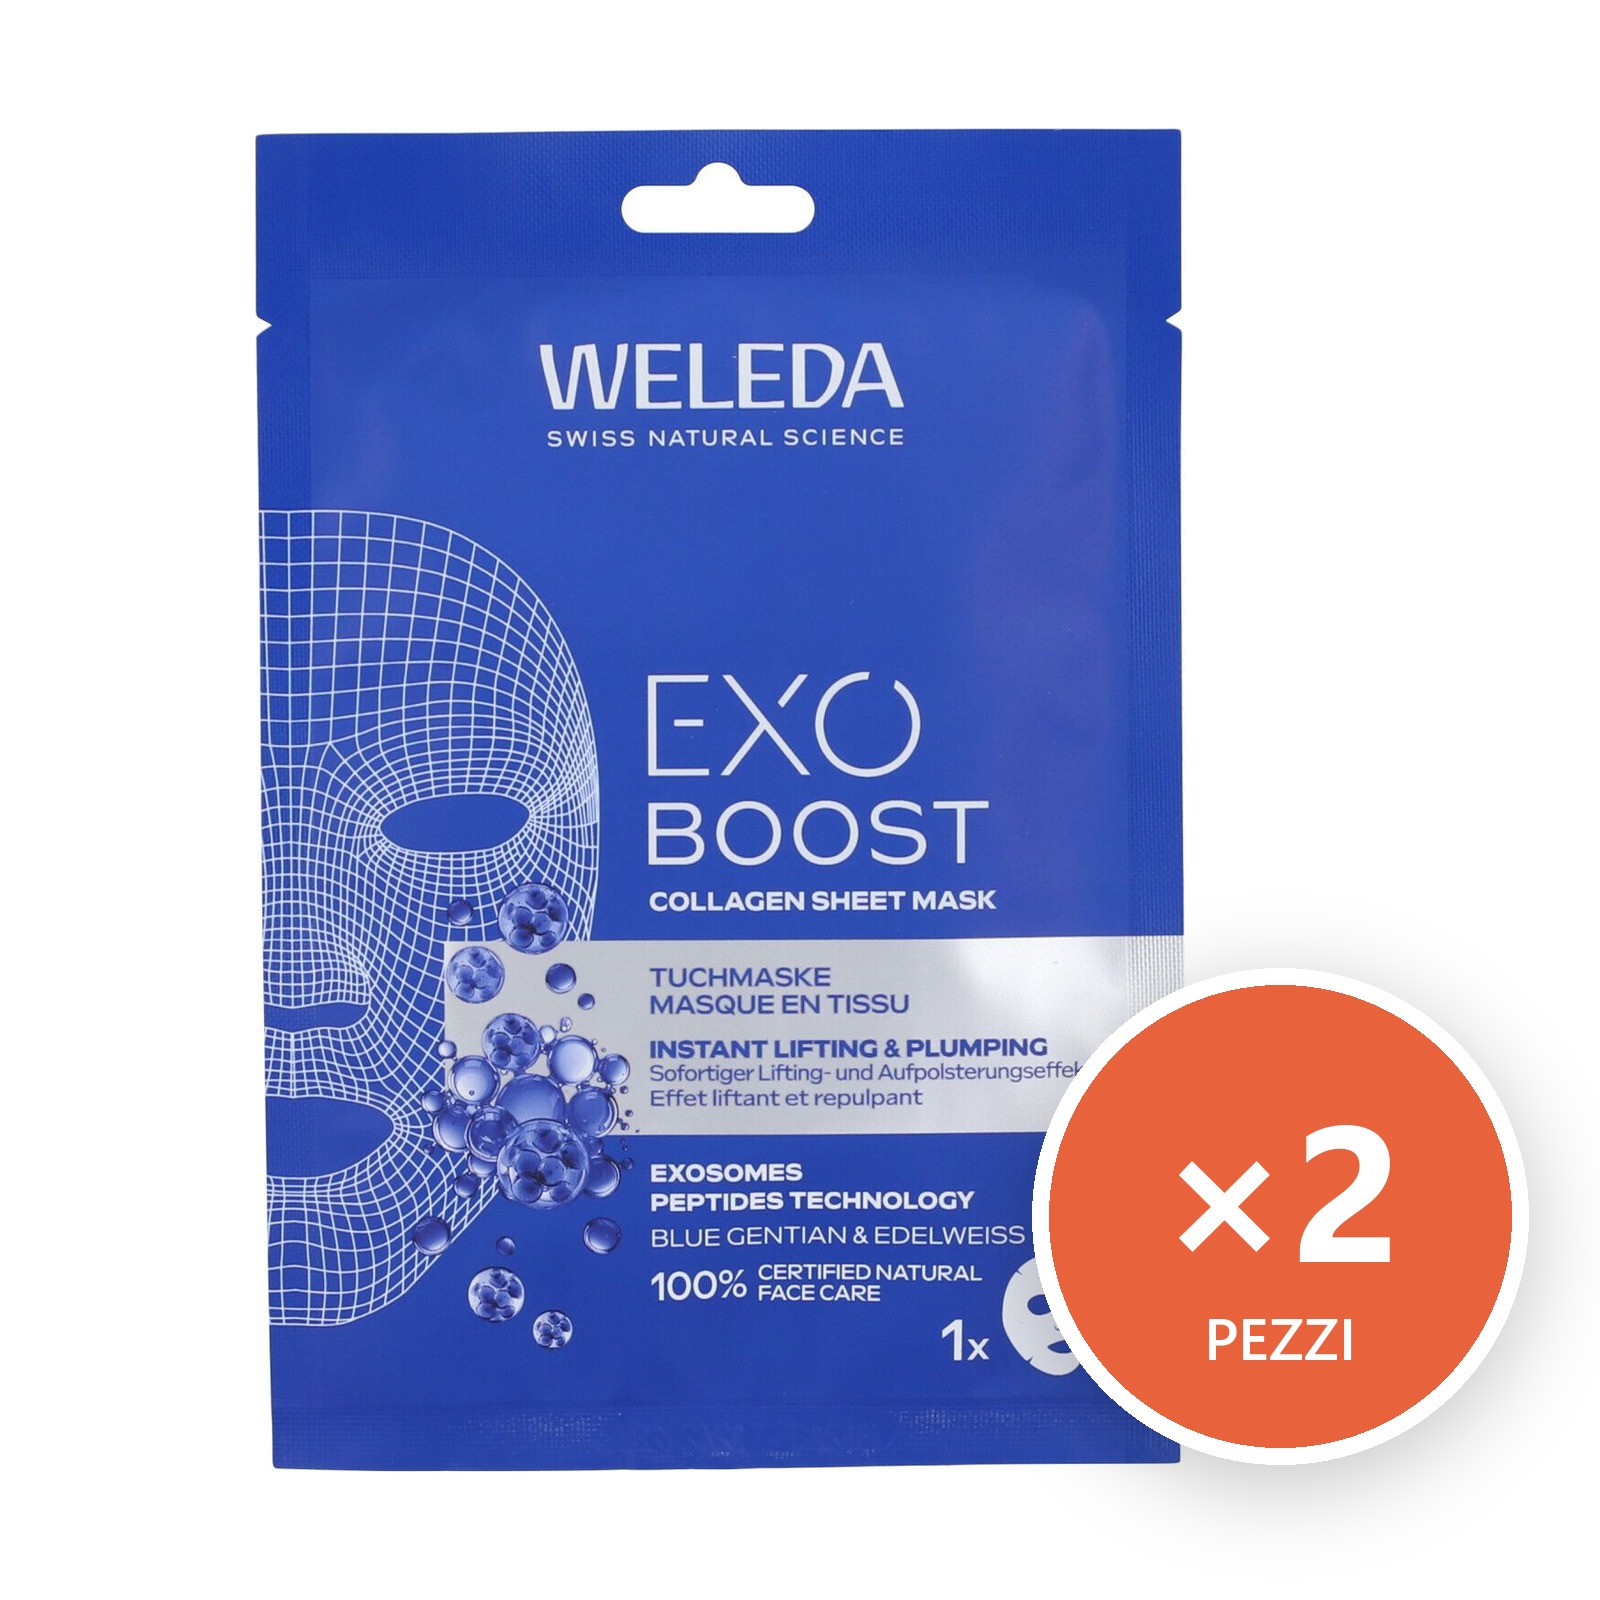 WELEDA
SWISS NATURAL SCIENCE
EXO
BOOST
COLLAGEN SHEET MASK
TUCHMASKE
MASQUE EN TISSU
INSTANT LIFTING & PLUMPING
Sofortiger Lifting- und
Effet liftant et repulpant
EXOSOMES
PEPTIDES TECHNOLOGY
BLUE GENTIAN & EDELWEISS
100% CERTIFIED NATURAL
FACE CARE
1x
×2
PEZZI